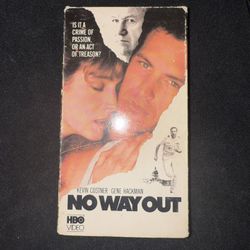 IS IT A
CRIME OF
PASSION,
OR AN ACT
OF TREASON?
KEVIN COSTNER · GENE HACKMAN
NO WAY OUT
HBO
VIDEO